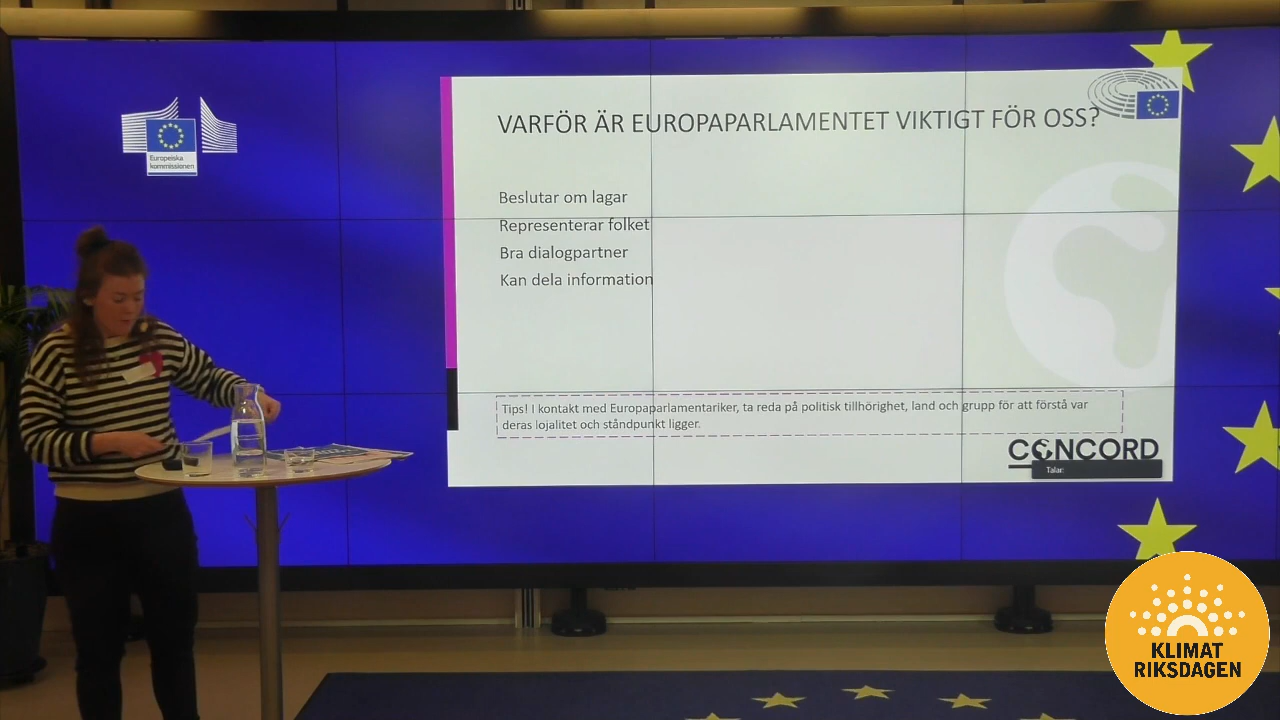 Europeiska
kommissionen
VARFÖR ÄR EUROPAPARLAMENTET VIKTIGT FÖR OSS?
Beslutar om lagar
Representerar folket
Bra dialogpartner
Kan dela information
Tips! I kontakt med Europaparlamentariker, ta reda på politisk tillhörighet, land och grupp för att förstå var
deras lojalitet och ståndpunkt ligger.
CONCORD
Talar:
KLIMAT
RIKSDAGEN